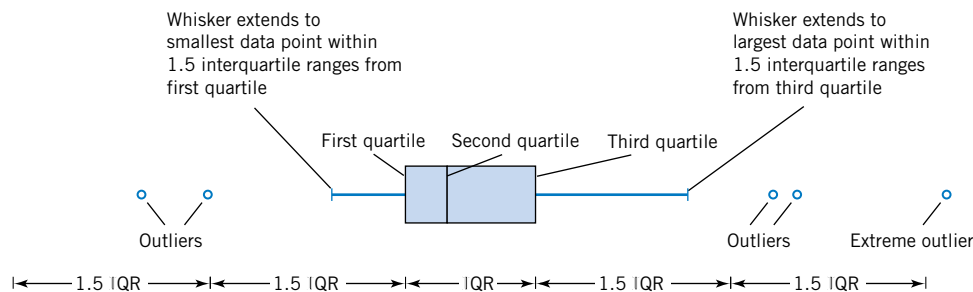 Whisker extends to
smallest data point within
1.5 interquartile ranges from
first quartile
Whisker extends to
largest data point within
1.5 interquartile ranges
from third quartile
First quartile
Second quartile
Third quartile
Outliers
Outliers
Extreme outlier
1.5 IQR
1.5 IQR
IQR
1.5 IQR
1.5 IQR